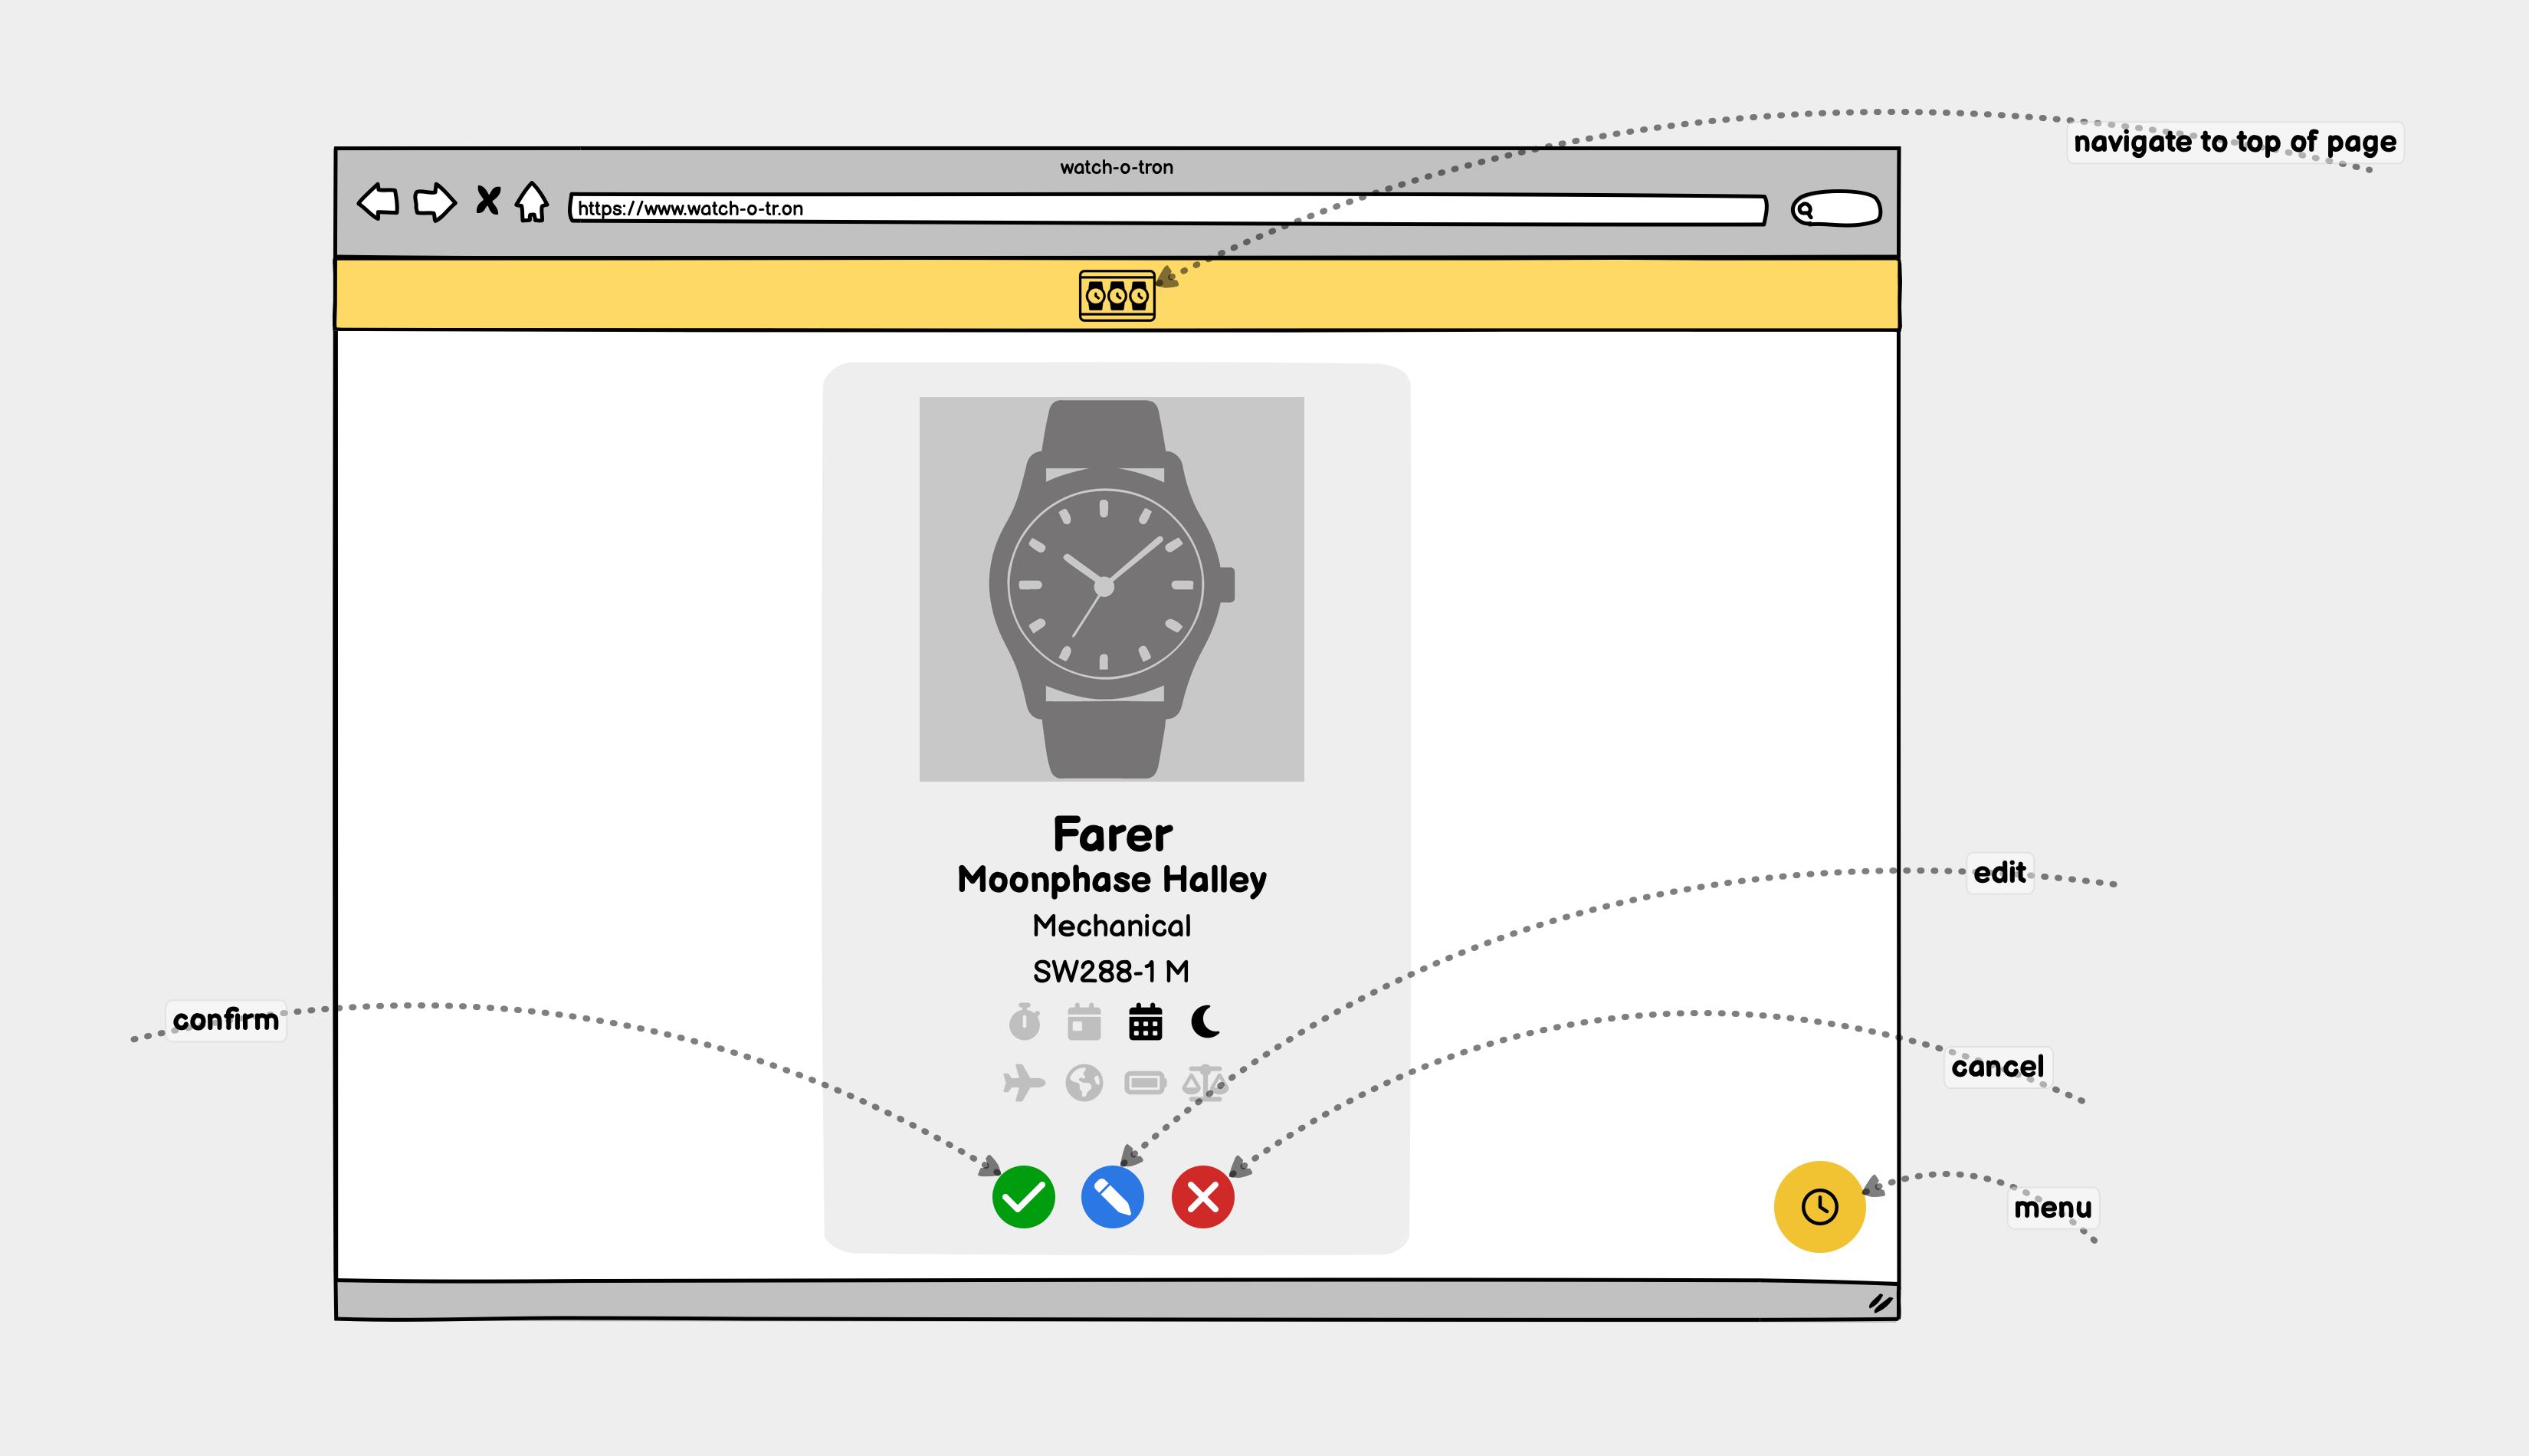 navigate to top of page
watch-o-tron
https://www.watch-o-tr.on
Farer
Moonphase Halley
edit
Mechanical
SW288-1 M
confirm
cancel
menu